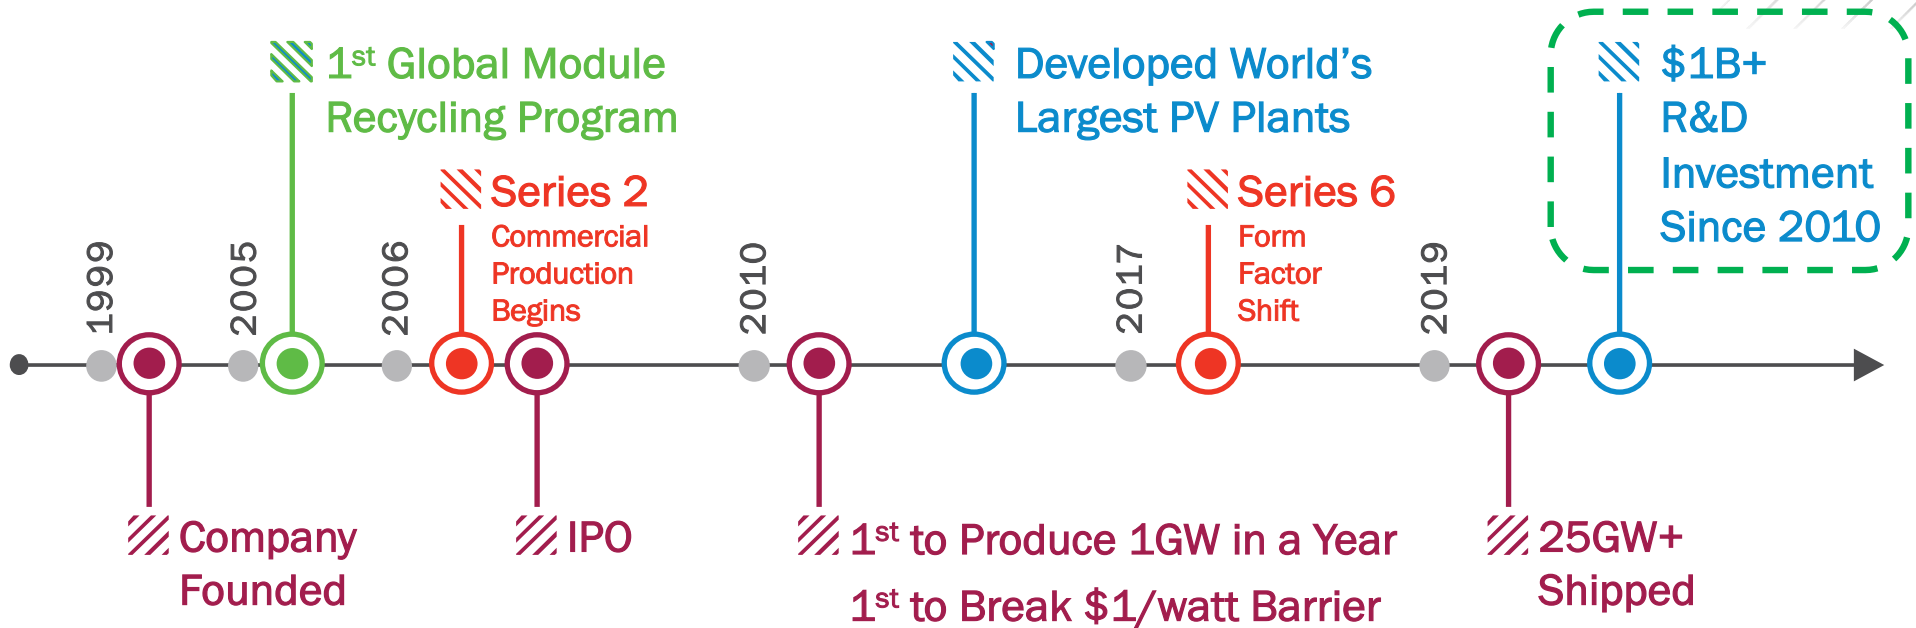 1st Global Module
Recycling Program
Developed World's
Largest PV Plants
$1B+
R&D
Investment
Since 2010
Series 2
Commercial
Production
Begins
Series 6
Form
Factor
Shift
1999
2005
2006
2010
2017
2019
Company
Founded
IPO
1st to Produce 1GW in a Year
1st to Break $1/watt Barrier
25GW+
Shipped